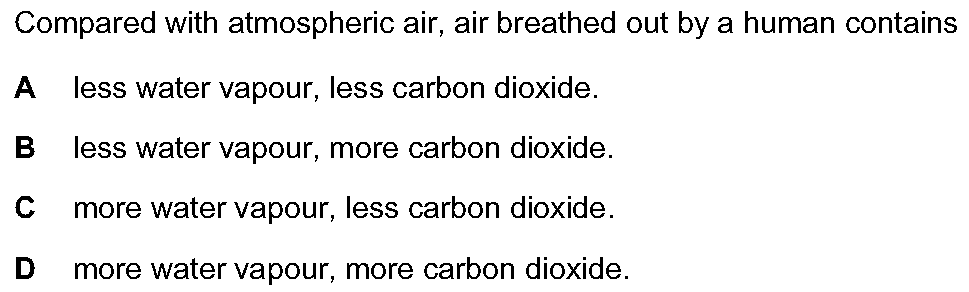 Compared with atmospheric air, air breathed out by a human contains
A less water vapour, less carbon dioxide.
B less water vapour, more carbon dioxide.
C more water vapour, less carbon dioxide.
D more water vapour, more carbon dioxide.